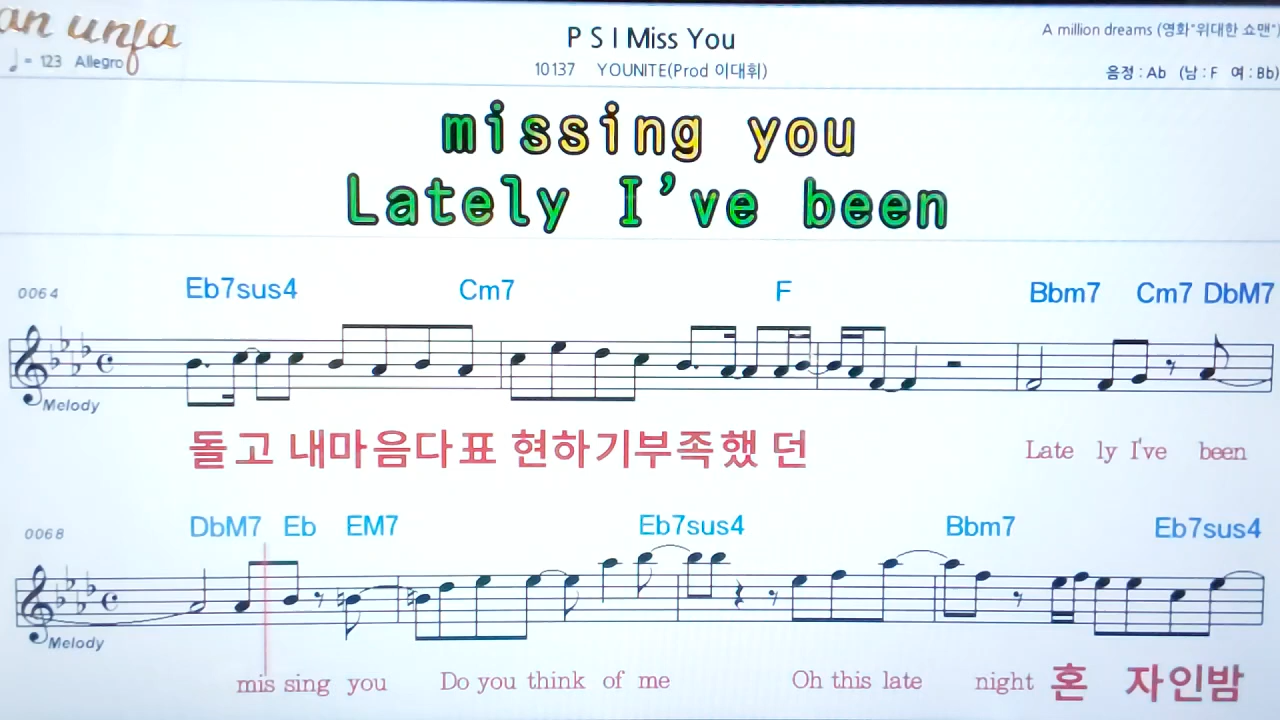 P S I Miss You
A million dreams (영화"위대한 쇼맨")
♩ = 123 Allegro
10137 YOUNITE(Prod 이대휘)
음정 : Ab (남 : F 여 : Bb)
missing you
Lately I've been
0064 Eb7sus4 Cm7 F Bbm7 Cm7 DbM7
Melody
돌고 내마음다표 현하기부족했 던 Late ly I've been
0068 DbM7 Eb EM7 Eb7sus4 Bbm7 Eb7sus4
Melody
mis sing you Do you think of me Oh this late night 혼 자인밤